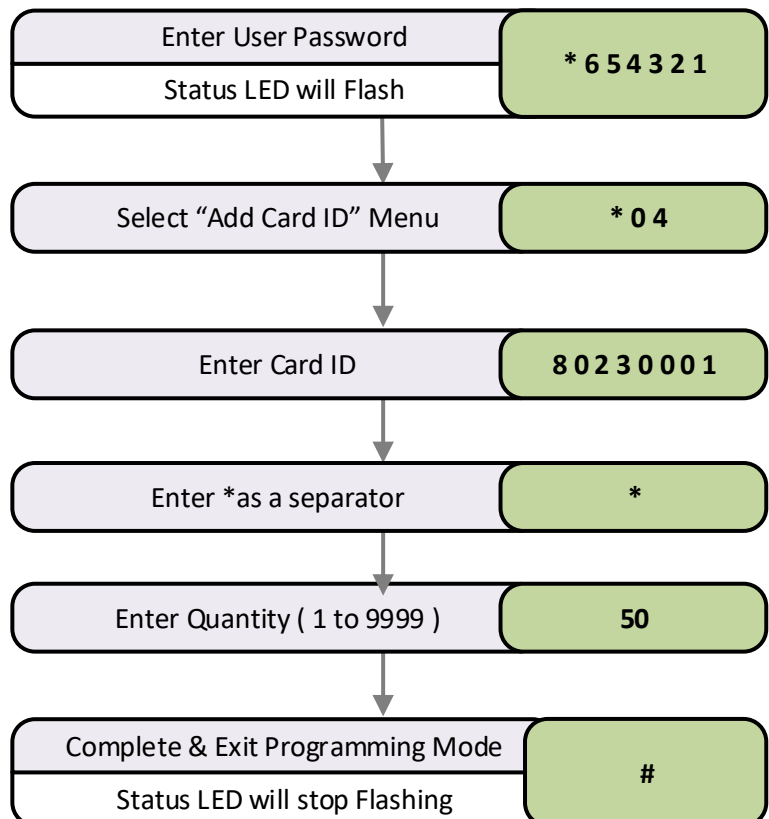 Enter User Password
* 6 5 4 3 2 1
Status LED will Flash
Select “Add Card ID” Menu
* 0 4
Enter Card ID
8 0 2 3 0 0 0 1
Enter *as a separator
*
Enter Quantity ( 1 to 9999 )
50
Complete & Exit Programming Mode
#
Status LED will stop Flashing